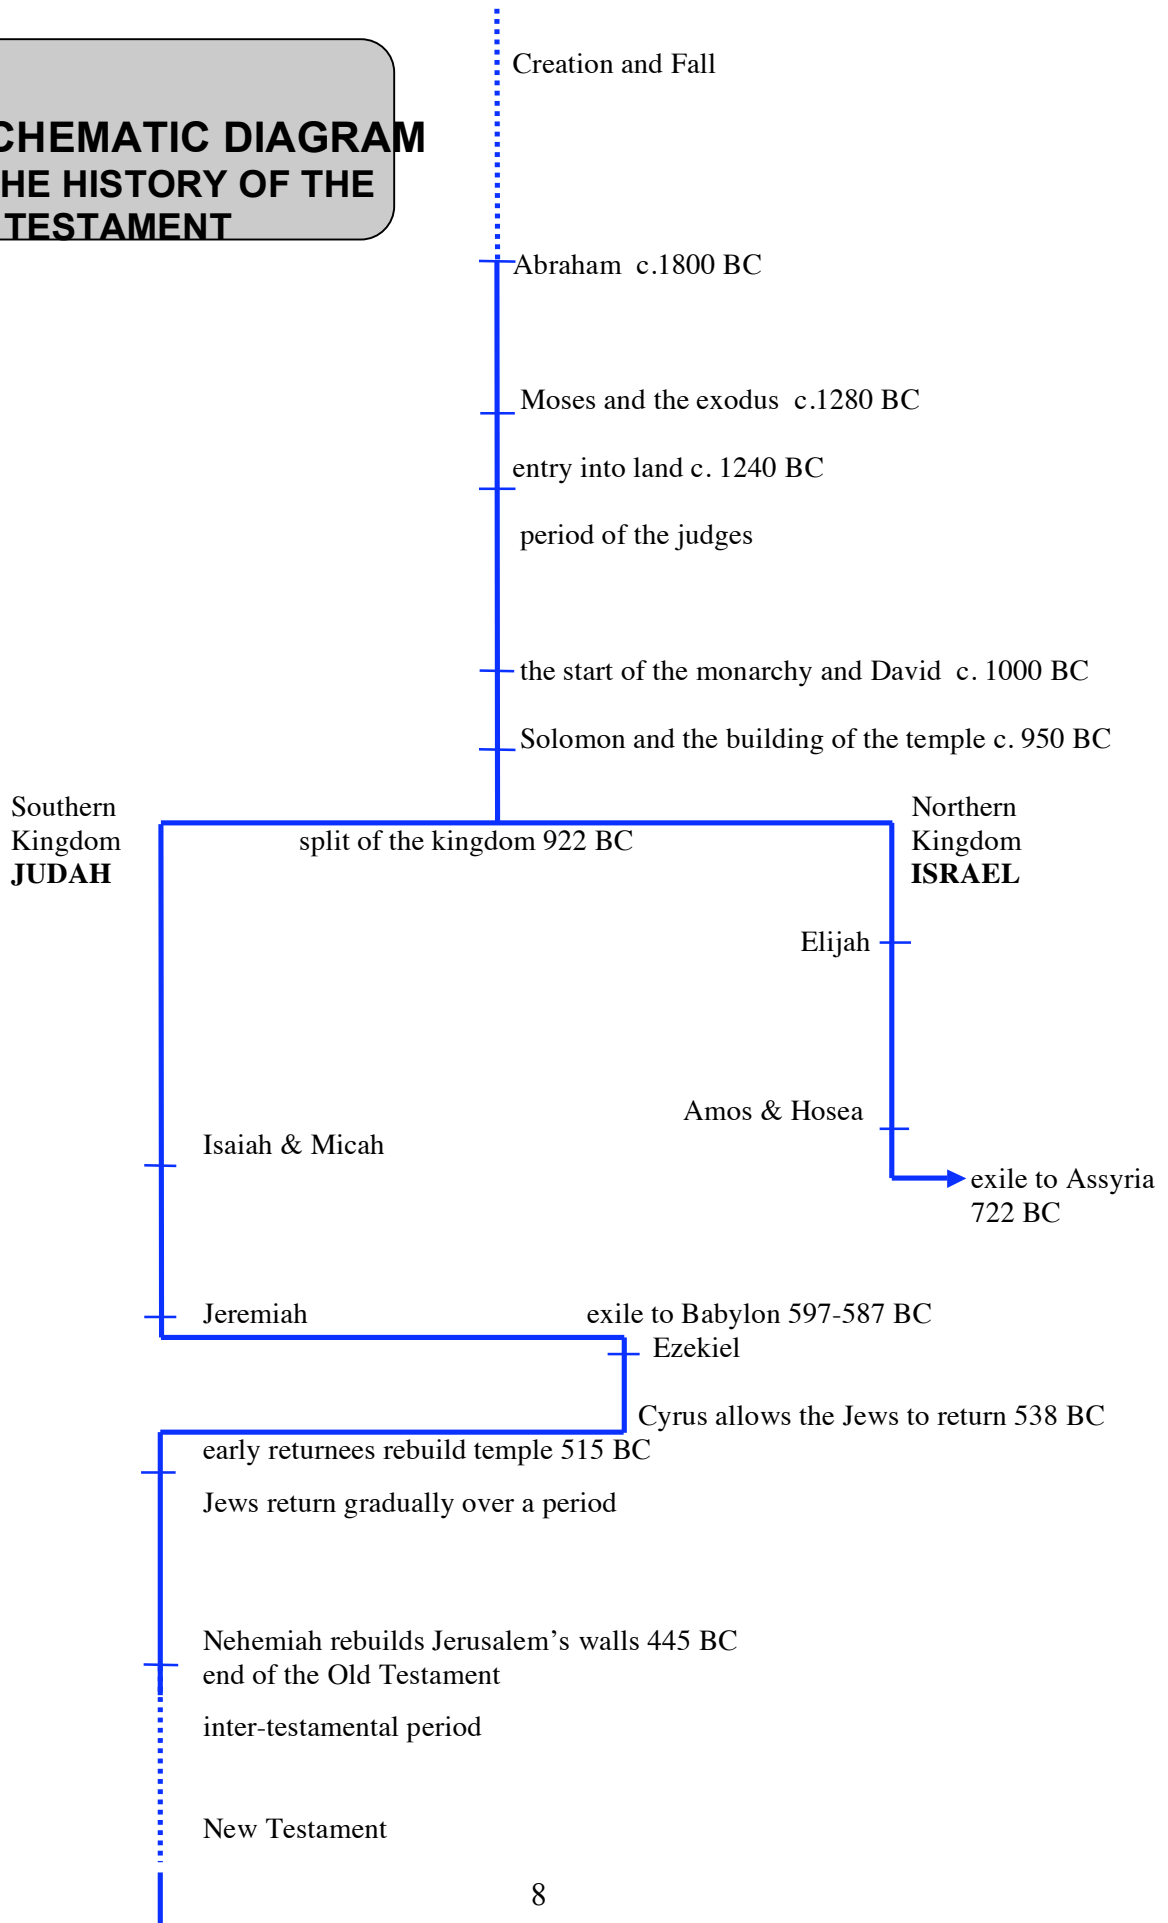 Creation and Fall
CHEMATIC DIAGRAM
HE HISTORY OF THE
TESTAMENT
Abraham c.1800 BC
Moses and the exodus c.1280 BC
entry into land c. 1240 BC
period of the judges
the start of the monarchy and David c. 1000 BC
Solomon and the building of the temple c. 950 BC
Southern
Kingdom
JUDAH
split of the kingdom 922 BC
Northern
Kingdom
ISRAEL
Elijah
Amos & Hosea
Isaiah & Micah
exile to Assyria
722 BC
Jeremiah
exile to Babylon 597-587 BC
Ezekiel
Cyrus allows the Jews to return 538 BC
early returnees rebuild temple 515 BC
Jews return gradually over a period
Nehemiah rebuilds Jerusalem’s walls 445 BC
end of the Old Testament
inter-testamental period
New Testament
8